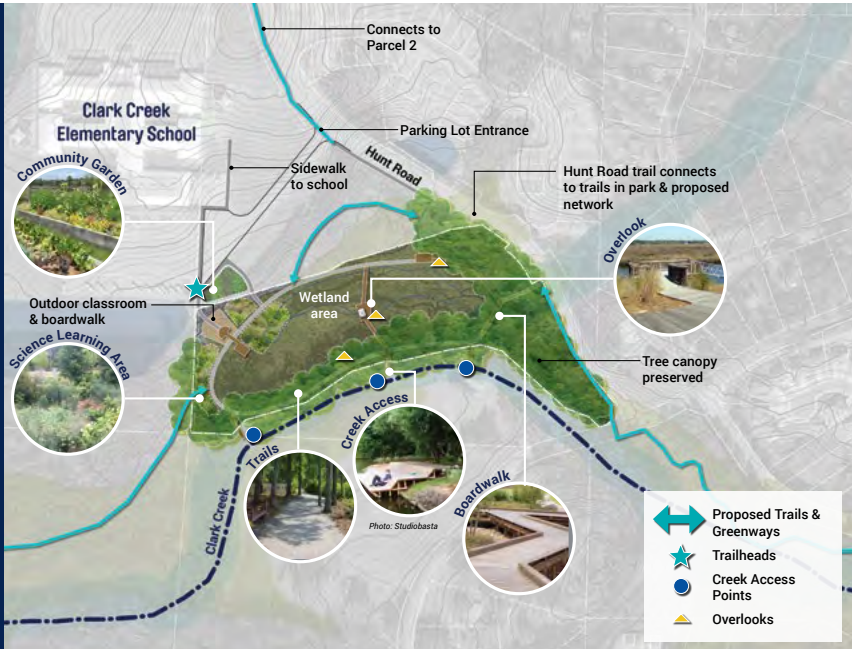 Connects to
Parcel 2
Clark Creek
Elementary School
Parking Lot Entrance
Hunt Road
Community Garden
Sidewalk
to school
Hunt Road trail connects
to trails in park & proposed
network
Overlook
Wetland
area
Outdoor classroom
& boardwalk
Science Learning Area
Tree canopy
preserved
Creek Access
Trails
Boardwalk
Clark Creek
Photo: Studiobasta
Proposed Trails &
Greenways
Trailheads
Creek Access
Points
Overlooks